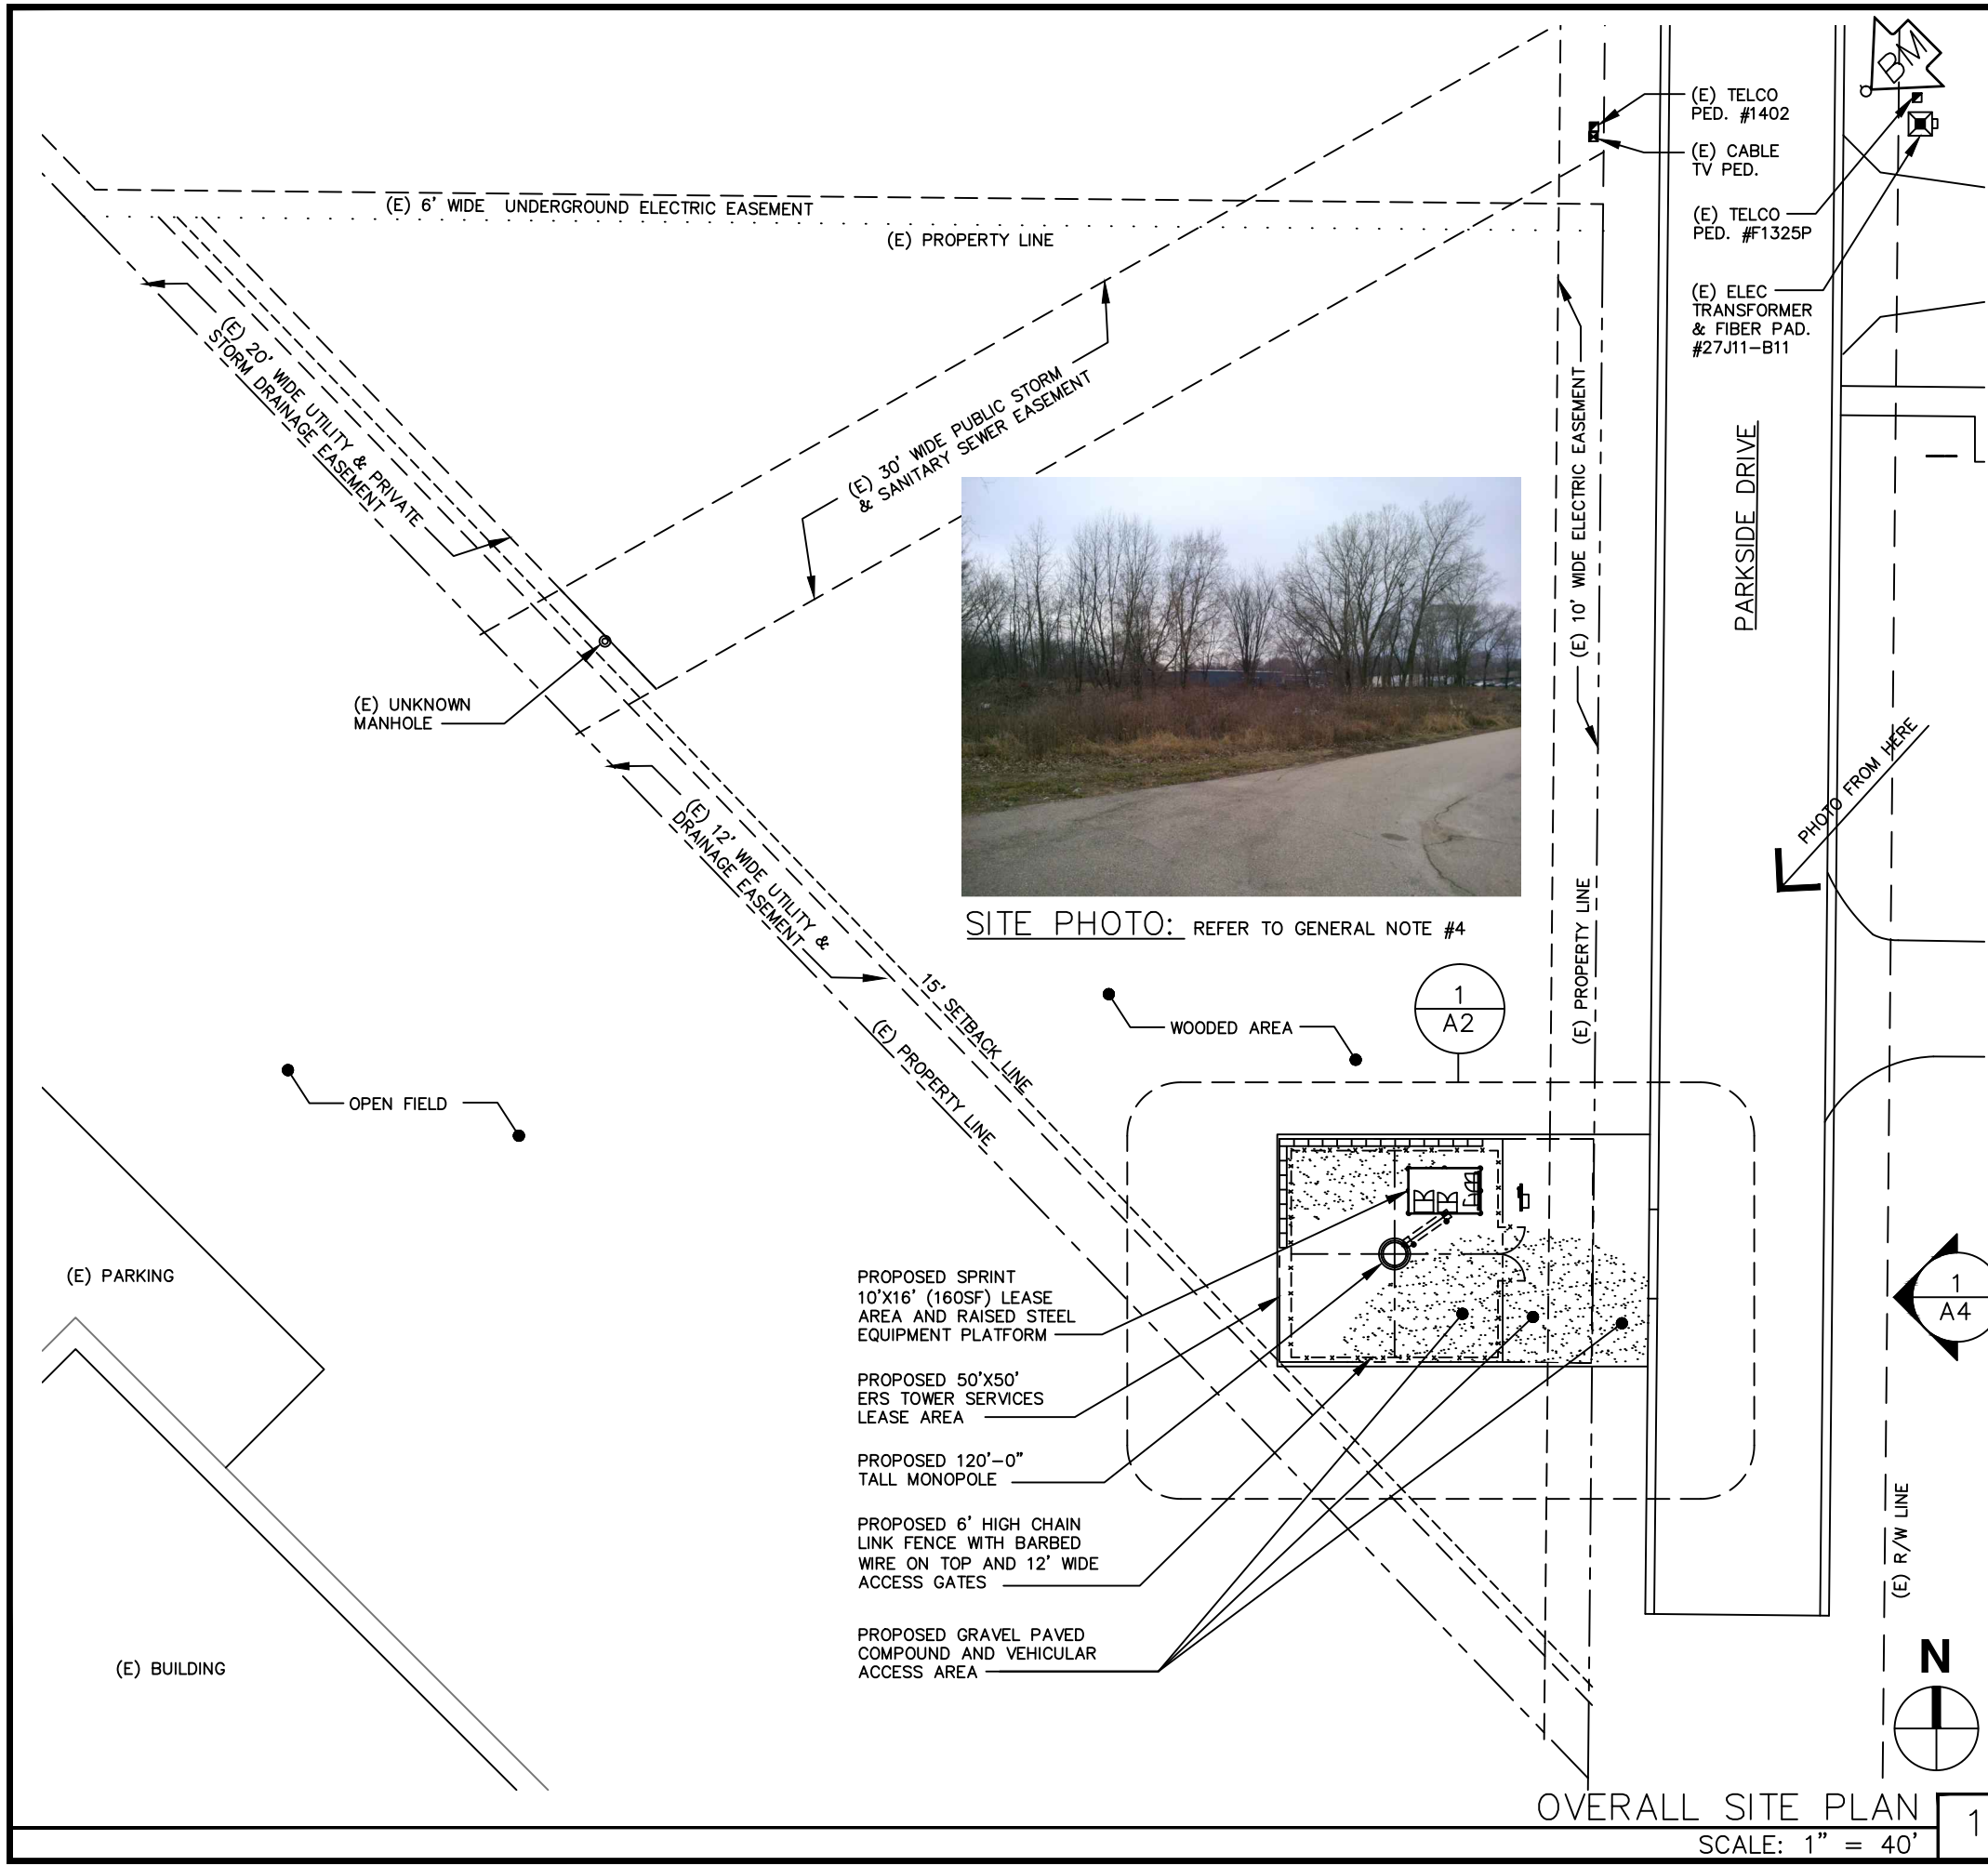 BM
(E) TELCO
PED. #1402
(E) CABLE
TV PED.
(E) TELCO
PED. #F1325P
(E) ELEC
TRANSFORMER
& FIBER PAD.
#27J11-B11
(E) 6' WIDE UNDERGROUND ELECTRIC EASEMENT
(E) PROPERTY LINE
(E) 20' WIDE UTILITY & PRIVATE
STORM DRAINAGE EASEMENT
(E) 30' WIDE PUBLIC STORM
& SANITARY SEWER EASEMENT
(E) 10' WIDE ELECTRIC EASEMENT
PARKSIDE DRIVE
(E) UNKNOWN
MANHOLE
PHOTO FROM HERE
(E) 12' WIDE UTILITY &
DRAINAGE EASEMENT
SITE PHOTO: REFER TO GENERAL NOTE #4
(E) PROPERTY LINE
15' SETBACK LINE
(E) PROPERTY LINE
WOODED AREA
1
A2
OPEN FIELD
(E) PARKING
PROPOSED SPRINT
10'X16' (160SF) LEASE
AREA AND RAISED STEEL
EQUIPMENT PLATFORM
1
A4
PROPOSED 50'X50'
ERS TOWER SERVICES
LEASE AREA
PROPOSED 120'-0"
TALL MONOPOLE
PROPOSED 6' HIGH CHAIN
LINK FENCE WITH BARBED
WIRE ON TOP AND 12' WIDE
ACCESS GATES
(E) R/W LINE
PROPOSED GRAVEL PAVED
COMPOUND AND VEHICULAR
ACCESS AREA
(E) BUILDING
N
OVERALL SITE PLAN
1
SCALE: 1" = 40'